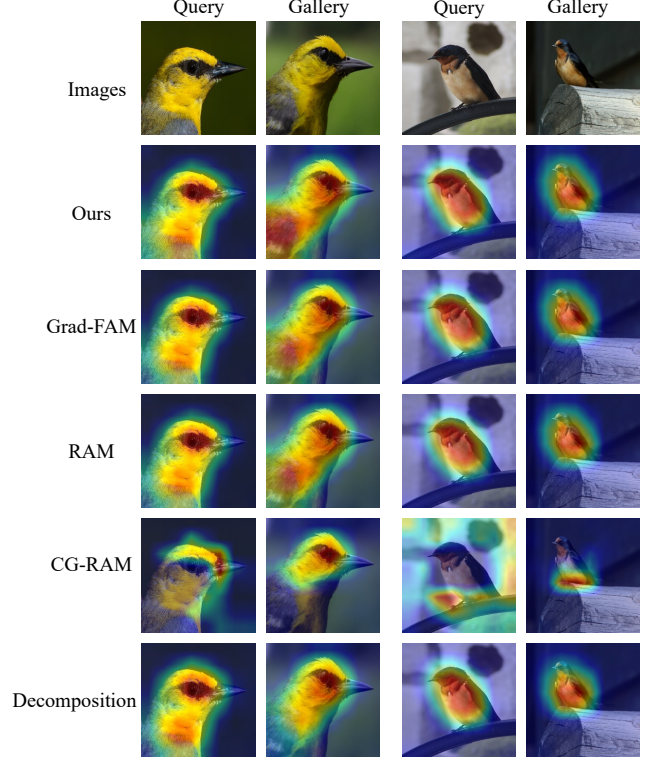 Query Gallery Query Gallery
Images
Ours
Grad-FAM
RAM
CG-RAM
Decomposition